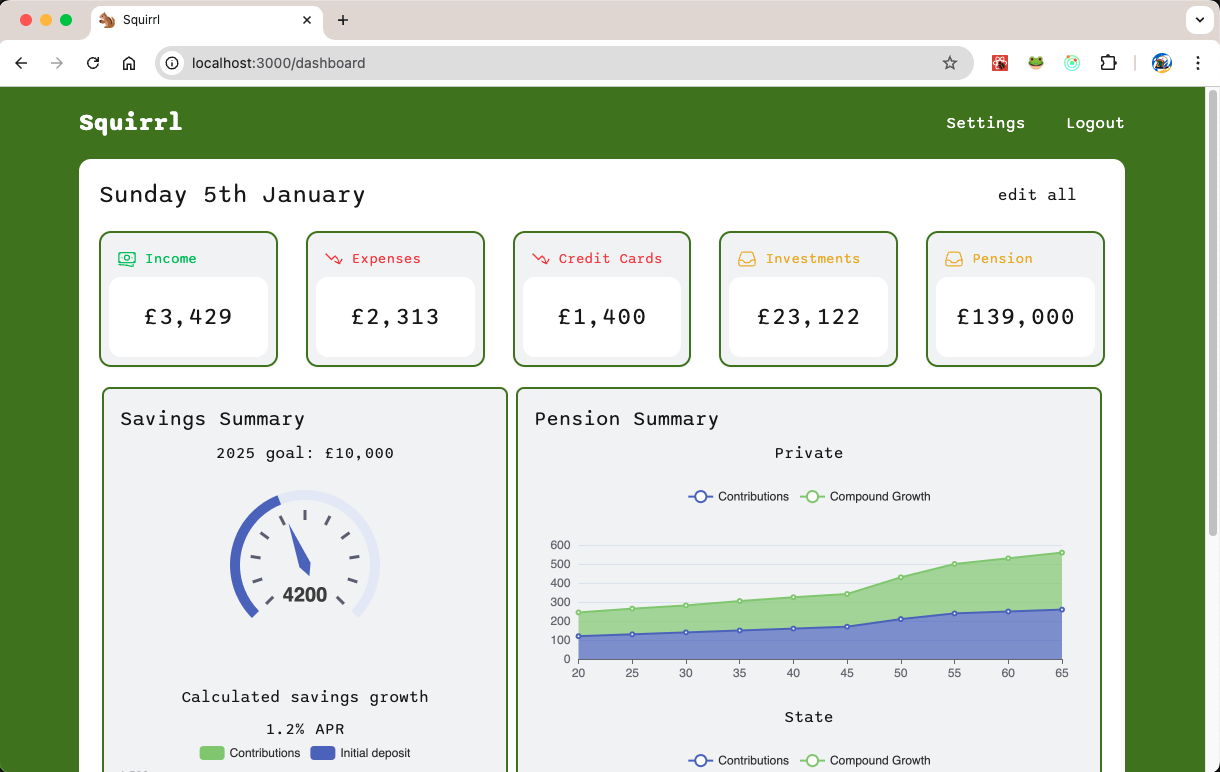 Squirrl
localhost:3000/dashboard
Squirrl
Settings Logout
Sunday 5th January
edit all
Income Expenses Credit Cards Investments Pension
£3,429 £2,313 £1,400 £23,122 £139,000
Savings Summary
2025 goal: £10,000
4200
Calculated savings growth
1.2% APR
Contributions Initial deposit
Pension Summary
Private
Contributions Compound Growth
600
500
400
300
200
100
0
20 25 30 35 40 45 50 55 60 65
State
Contributions Compound Growth